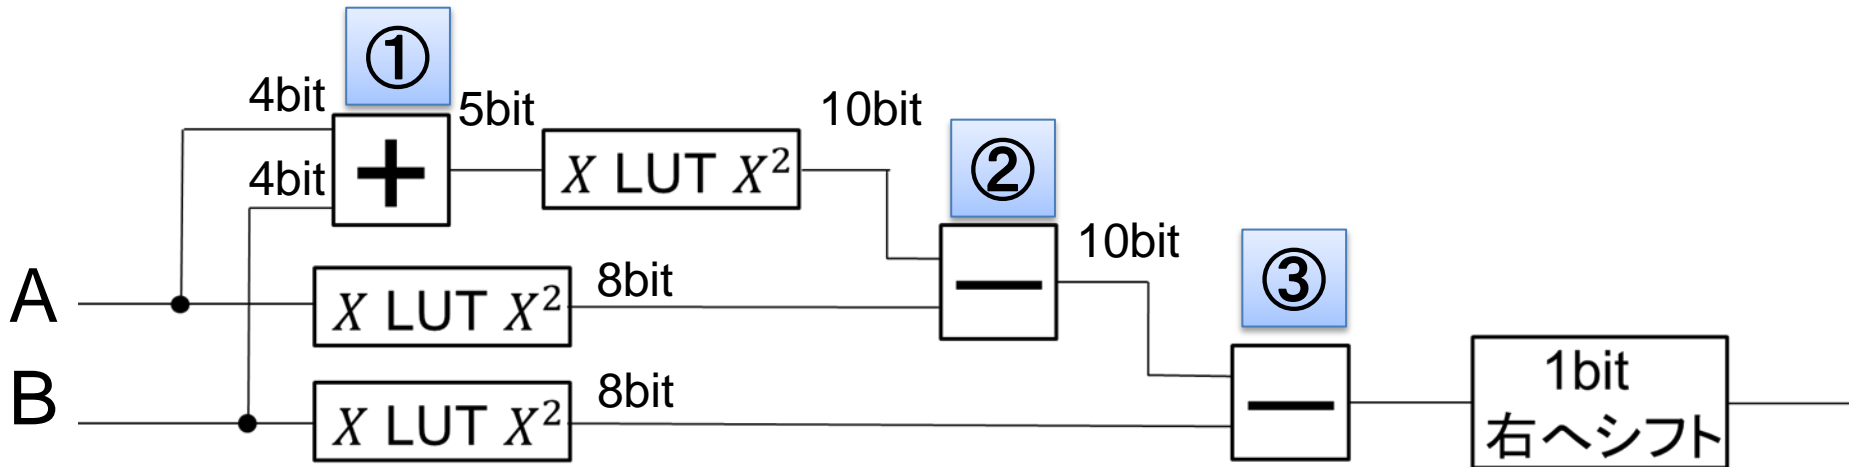 ①
4bit
5bit
10bit
+
X LUT X²
②
4bit
10bit
−
③
A
X LUT X²
8bit
1bit
右へシフト
B
X LUT X²
8bit
−